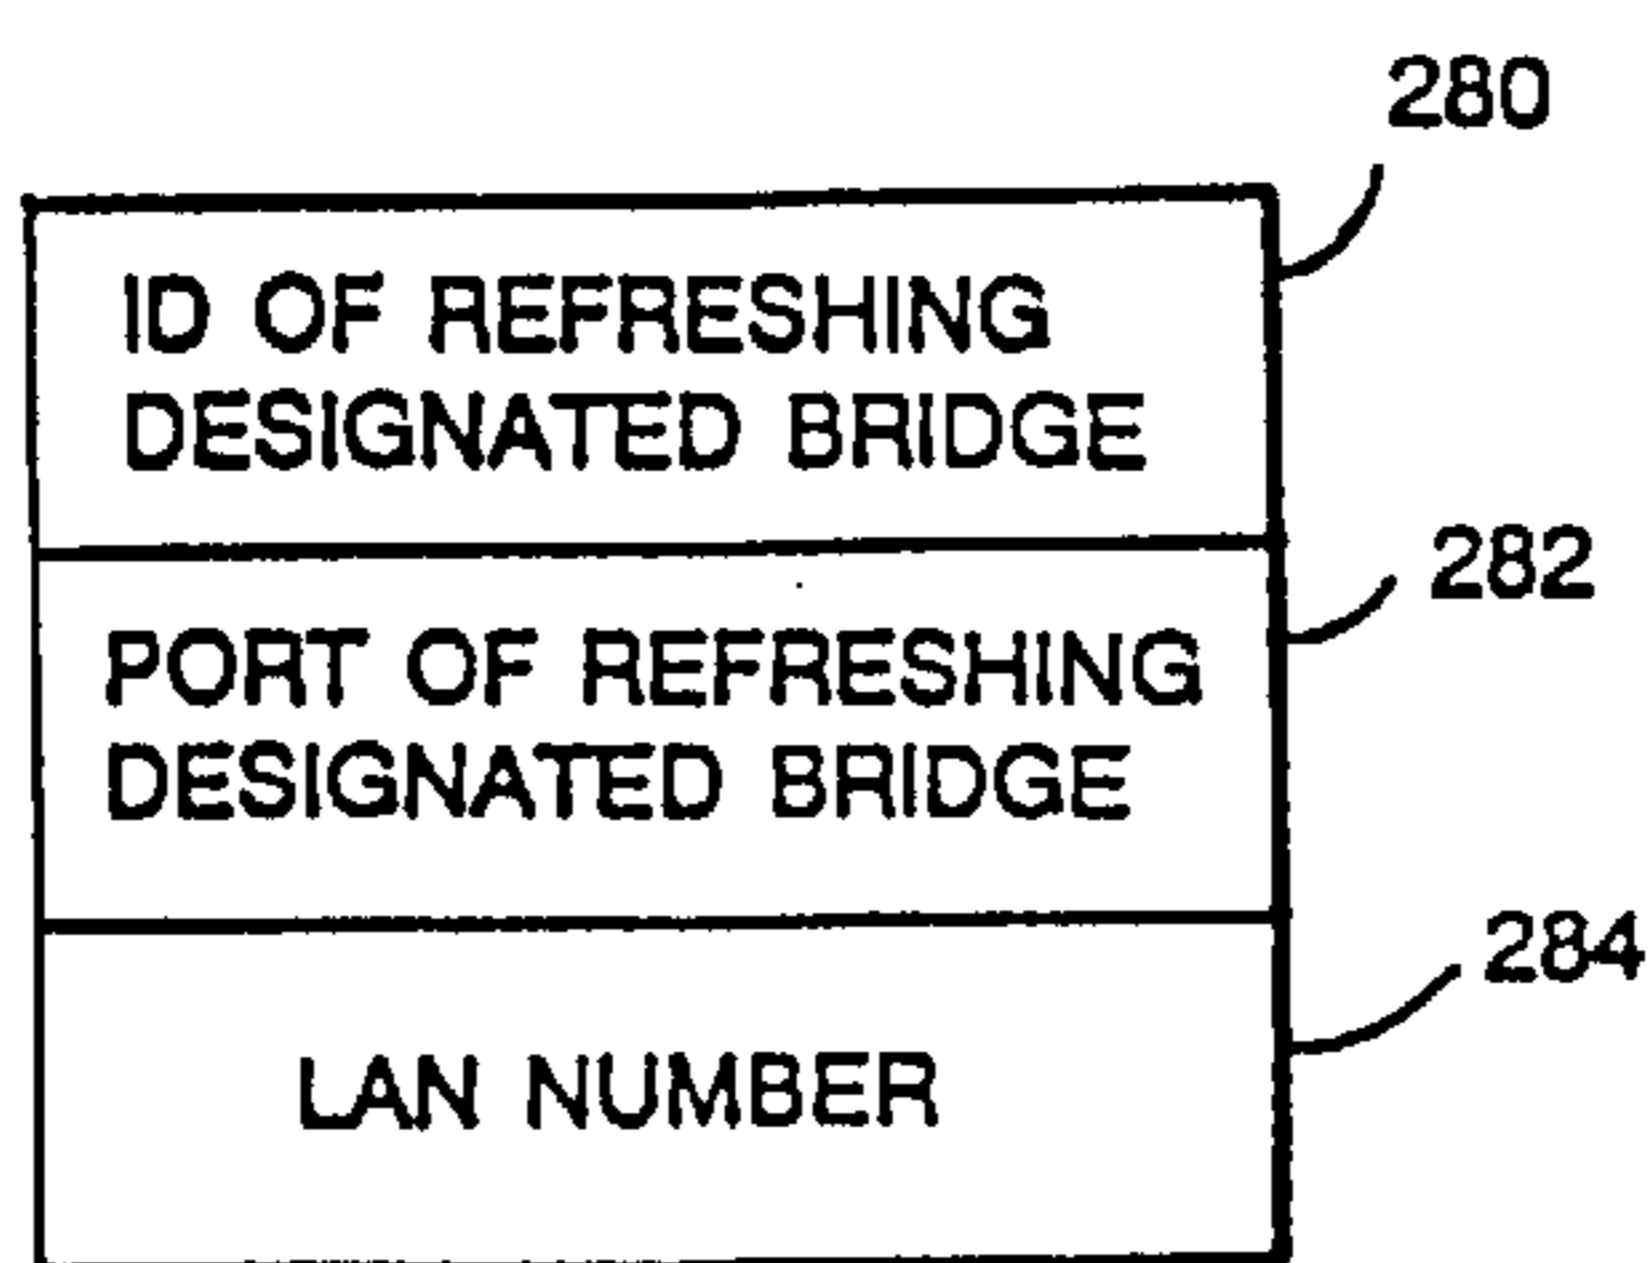 280
ID OF REFRESHING
DESIGNATED BRIDGE
282
PORT OF REFRESHING
DESIGNATED BRIDGE
284
LAN NUMBER